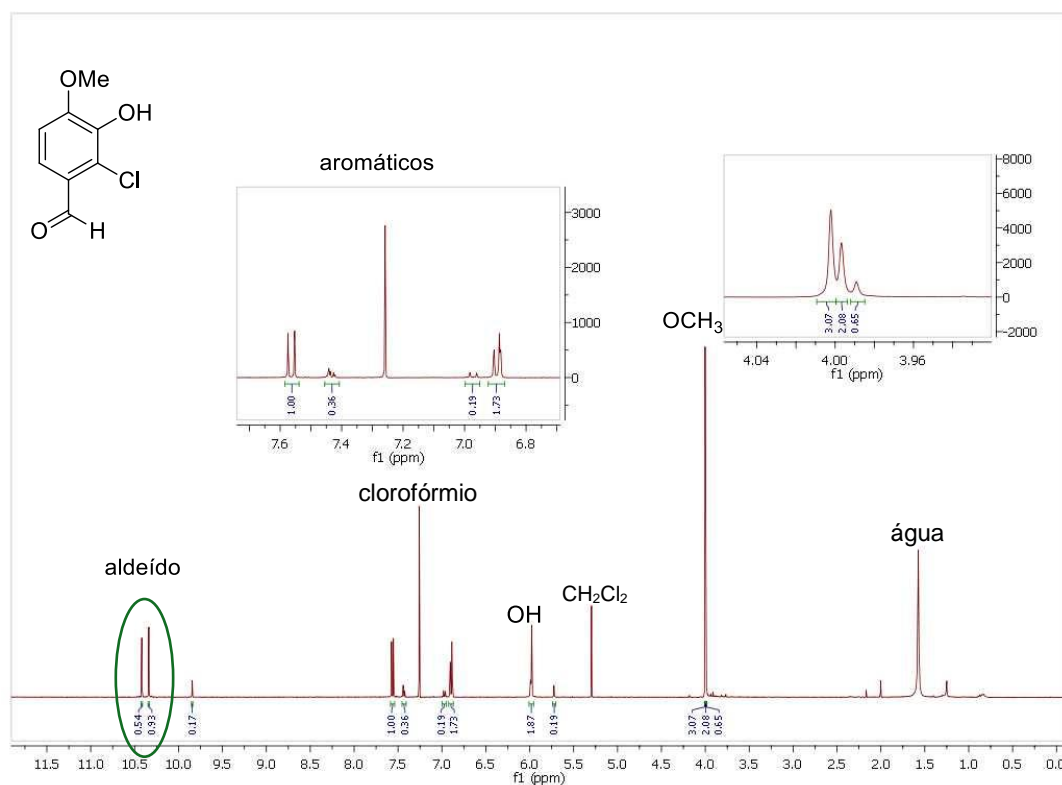 OMe
OH
Cl
O
H
aromáticos
3000
2000
1000
0
1.00
0.36
0.19
1.73
7.6
7.4
7.2
7.0
6.8
f1 (ppm)
8000
6000
4000
2000
0
-2000
3.07
2.08
0.65
4.04
4.00
3.96
f1 (ppm)
OCH3
clorofórmio
água
aldeído
CH2Cl2
OH
0.54
0.93
0.17
1.00
0.36
0.19
1.73
1.87
0.19
3.07
2.08
0.65
11.5 11.0 10.5 10.0 9.5 9.0 8.5 8.0 7.5 7.0 6.5 6.0 5.5 5.0 4.5 4.0 3.5 3.0 2.5 2.0 1.5 1.0 0.5 0.0
f1 (ppm)